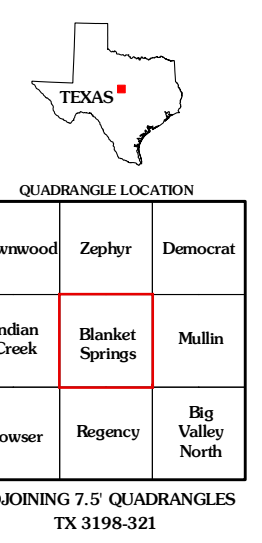 TEXAS
QUADRANGLE LOCATION
wnwood Zephyr Democrat
ndian
Creek
Blanket
Springs
Mullin
owser Regency
Big
Valley
North
JOINING 7.5' QUADRANGLES
TX 3198-321